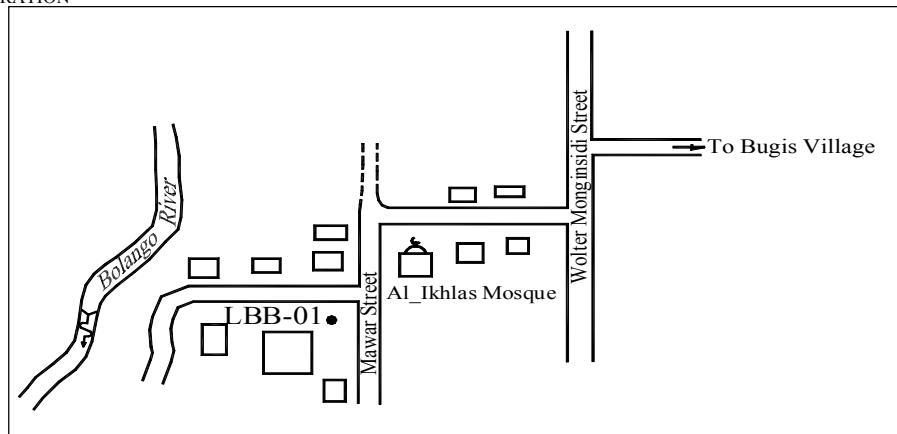 To Bugis Village
Wolter Monginsidi Street
Bolango River
Al_Ikhlas Mosque
LBB-01
Mawar Street